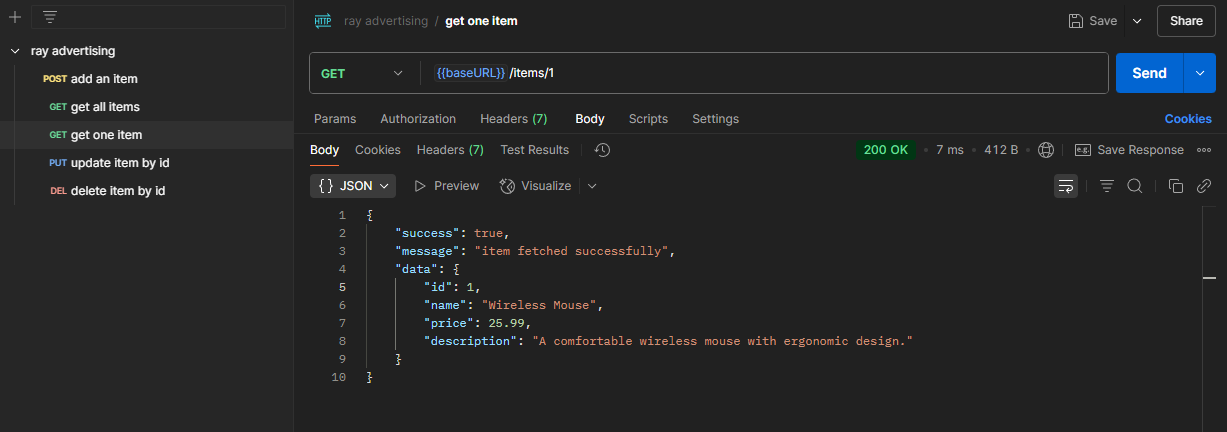 ray advertising
POST add an item
GET get all items
GET get one item
PUT update item by id
DEL delete item by id
HTTP ray advertising / get one item
Save
Share
GET {{baseURL}}/items/1
Send
Params Authorization Headers (7) Body Scripts Settings
Cookies
Body Cookies Headers (7) Test Results
200 OK • 7 ms • 412 B
e.g. Save Response
{} JSON Preview Visualize
1 {
2 "success": true,
3 "message": "item fetched successfully",
4 "data": {
5 "id": 1,
6 "name": "Wireless Mouse",
7 "price": 25.99,
8 "description": "A comfortable wireless mouse with ergonomic design."
9 }
10 }